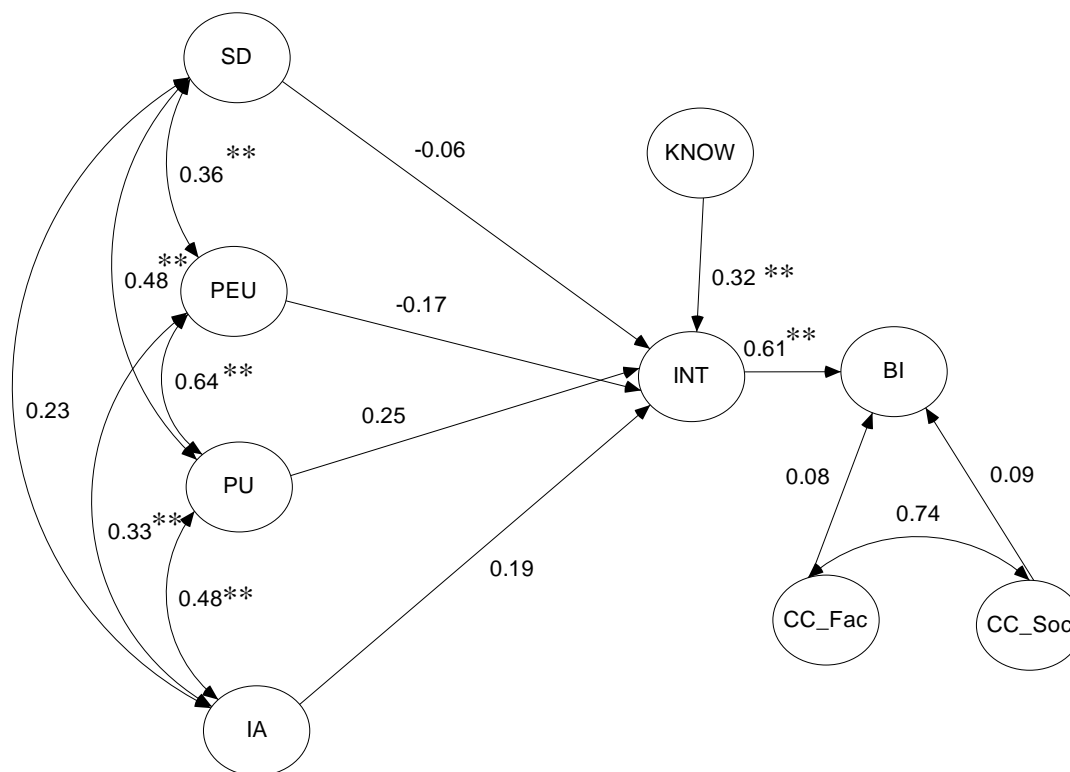 SD
-0.06
KNOW
0.36 **
0.48 **
PEU
-0.17
0.32 **
0.61 **
INT
BI
0.64 **
0.23
0.25
PU
0.08
0.09
0.33 **
0.74
0.48 **
0.19
CC_Fac
CC_Soc
IA